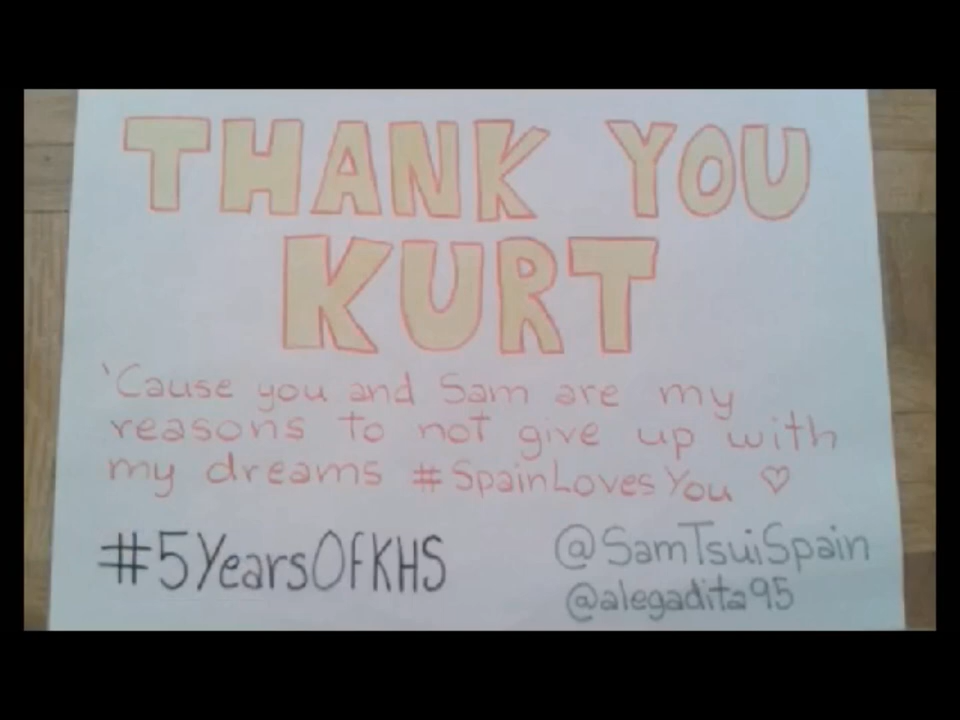 THANK YOU
KURT
'Cause you and Sam are my
reasons to not give up with
my dreams #SpainLovesYou ♡
#5YearsOfKHS
@SamTsuiSpain
@alegadita95